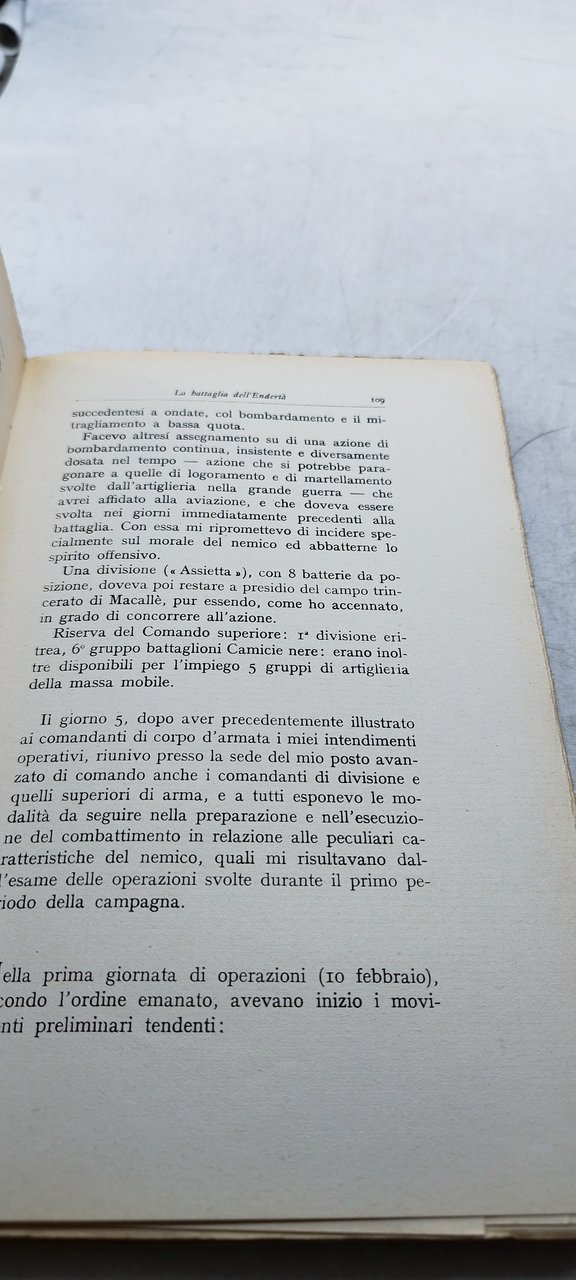 La battaglia dell'Endertà 109
succedentesi a ondate, col bombardamento e il mi-
tragliamento a bassa quota.
Facevo altresí assegnamento su di una azione di
bombardamento continua, insistente e diversamente
dosata nel tempo — azione che si potrebbe para-
gonare a quelle di logoramento e di martellamento
svolte dall'artiglieria nella grande guerra — che
avrei affidato alla aviazione, e che doveva essere
svolta nei giorni immediatamente precedenti alla
battaglia. Con essa mi ripromettevo di incidere spe-
cialmente sul morale del nemico ed abbatterne lo
spirito offensivo.
Una divisione (« Assietta »), con 8 batterie da po-
sizione, doveva poi restare a presidio del campo trin-
cerato di Macallè, pur essendo, come ho accennato,
in grado di concorrere all'azione.
Riserva del Comando superiore: 1ª divisione eri-
trea, 6° gruppo battaglioni Camicie nere: erano inol-
tre disponibili per l'impiego 5 gruppi di artiglieria
della massa mobile.
Il giorno 5, dopo aver precedentemente illustrato
ai comandanti di corpo d'armata i miei intendimenti
operativi, riunivo presso la sede del mio posto avan-
zato di comando anche i comandanti di divisione e
quelli superiori di arma, e a tutti esponevo le mo-
dalità da seguire nella preparazione e nell'esecuzio-
ne del combattimento in relazione alle peculiari ca-
ratteristiche del nemico, quali mi risultavano dal-
l'esame delle operazioni svolte durante il primo pe-
riodo della campagna.
ella prima giornata di operazioni (10 febbraio),
condo l'ordine emanato, avevano inizio i movi-
nti preliminari tendenti: